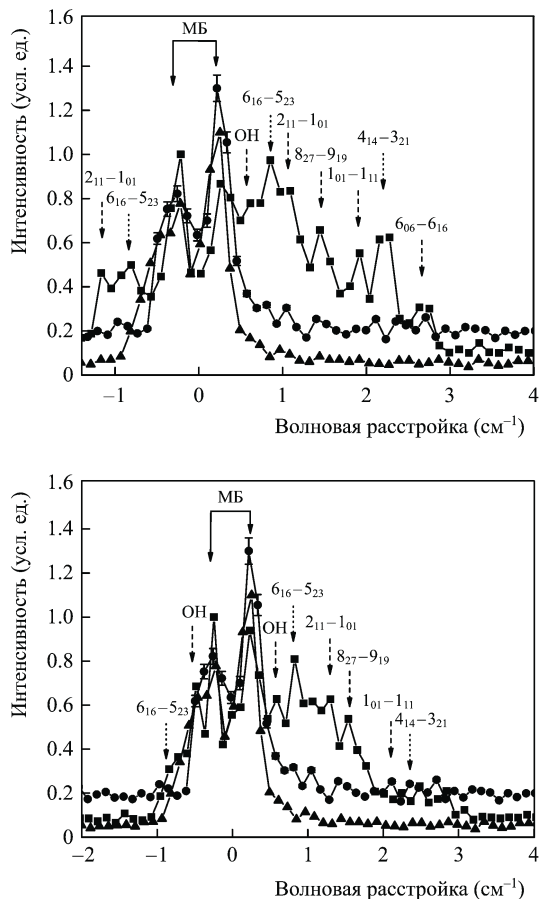 1.6
1.4
1.2
1.0
0.8
0.6
0.4
0.2
0
Интенсивность (усл. ед.)
МБ
2₁₁–1₀₁
6₁₆–5₂₃
OH
6₁₆–5₂₃
2₁₁–1₀₁
8₂₇–9₁₉
1₀₁–1₁₁
4₁₄–3₂₁
6₀₆–6₁₆
–1 0 1 2 3 4
Волновая расстройка (см⁻¹)
1.6
1.4
1.2
1.0
0.8
0.6
0.4
0.2
0
Интенсивность (усл. ед.)
МБ
6₁₆–5₂₃
OH
OH
6₁₆–5₂₃
2₁₁–1₀₁
8₂₇–9₁₉
1₀₁–1₁₁
4₁₄–3₂₁
–2 –1 0 1 2 3 4
Волновая расстройка (см⁻¹)